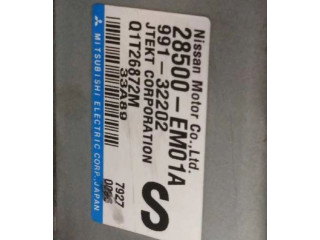 Nissan Motor Co.,Ltd.
28500-EM01A
991-32202
JTEKT CORPORATION
Q1T26872M
33A89
7927
S
MITSUBISHI ELECTRIC CORP., JAPAN